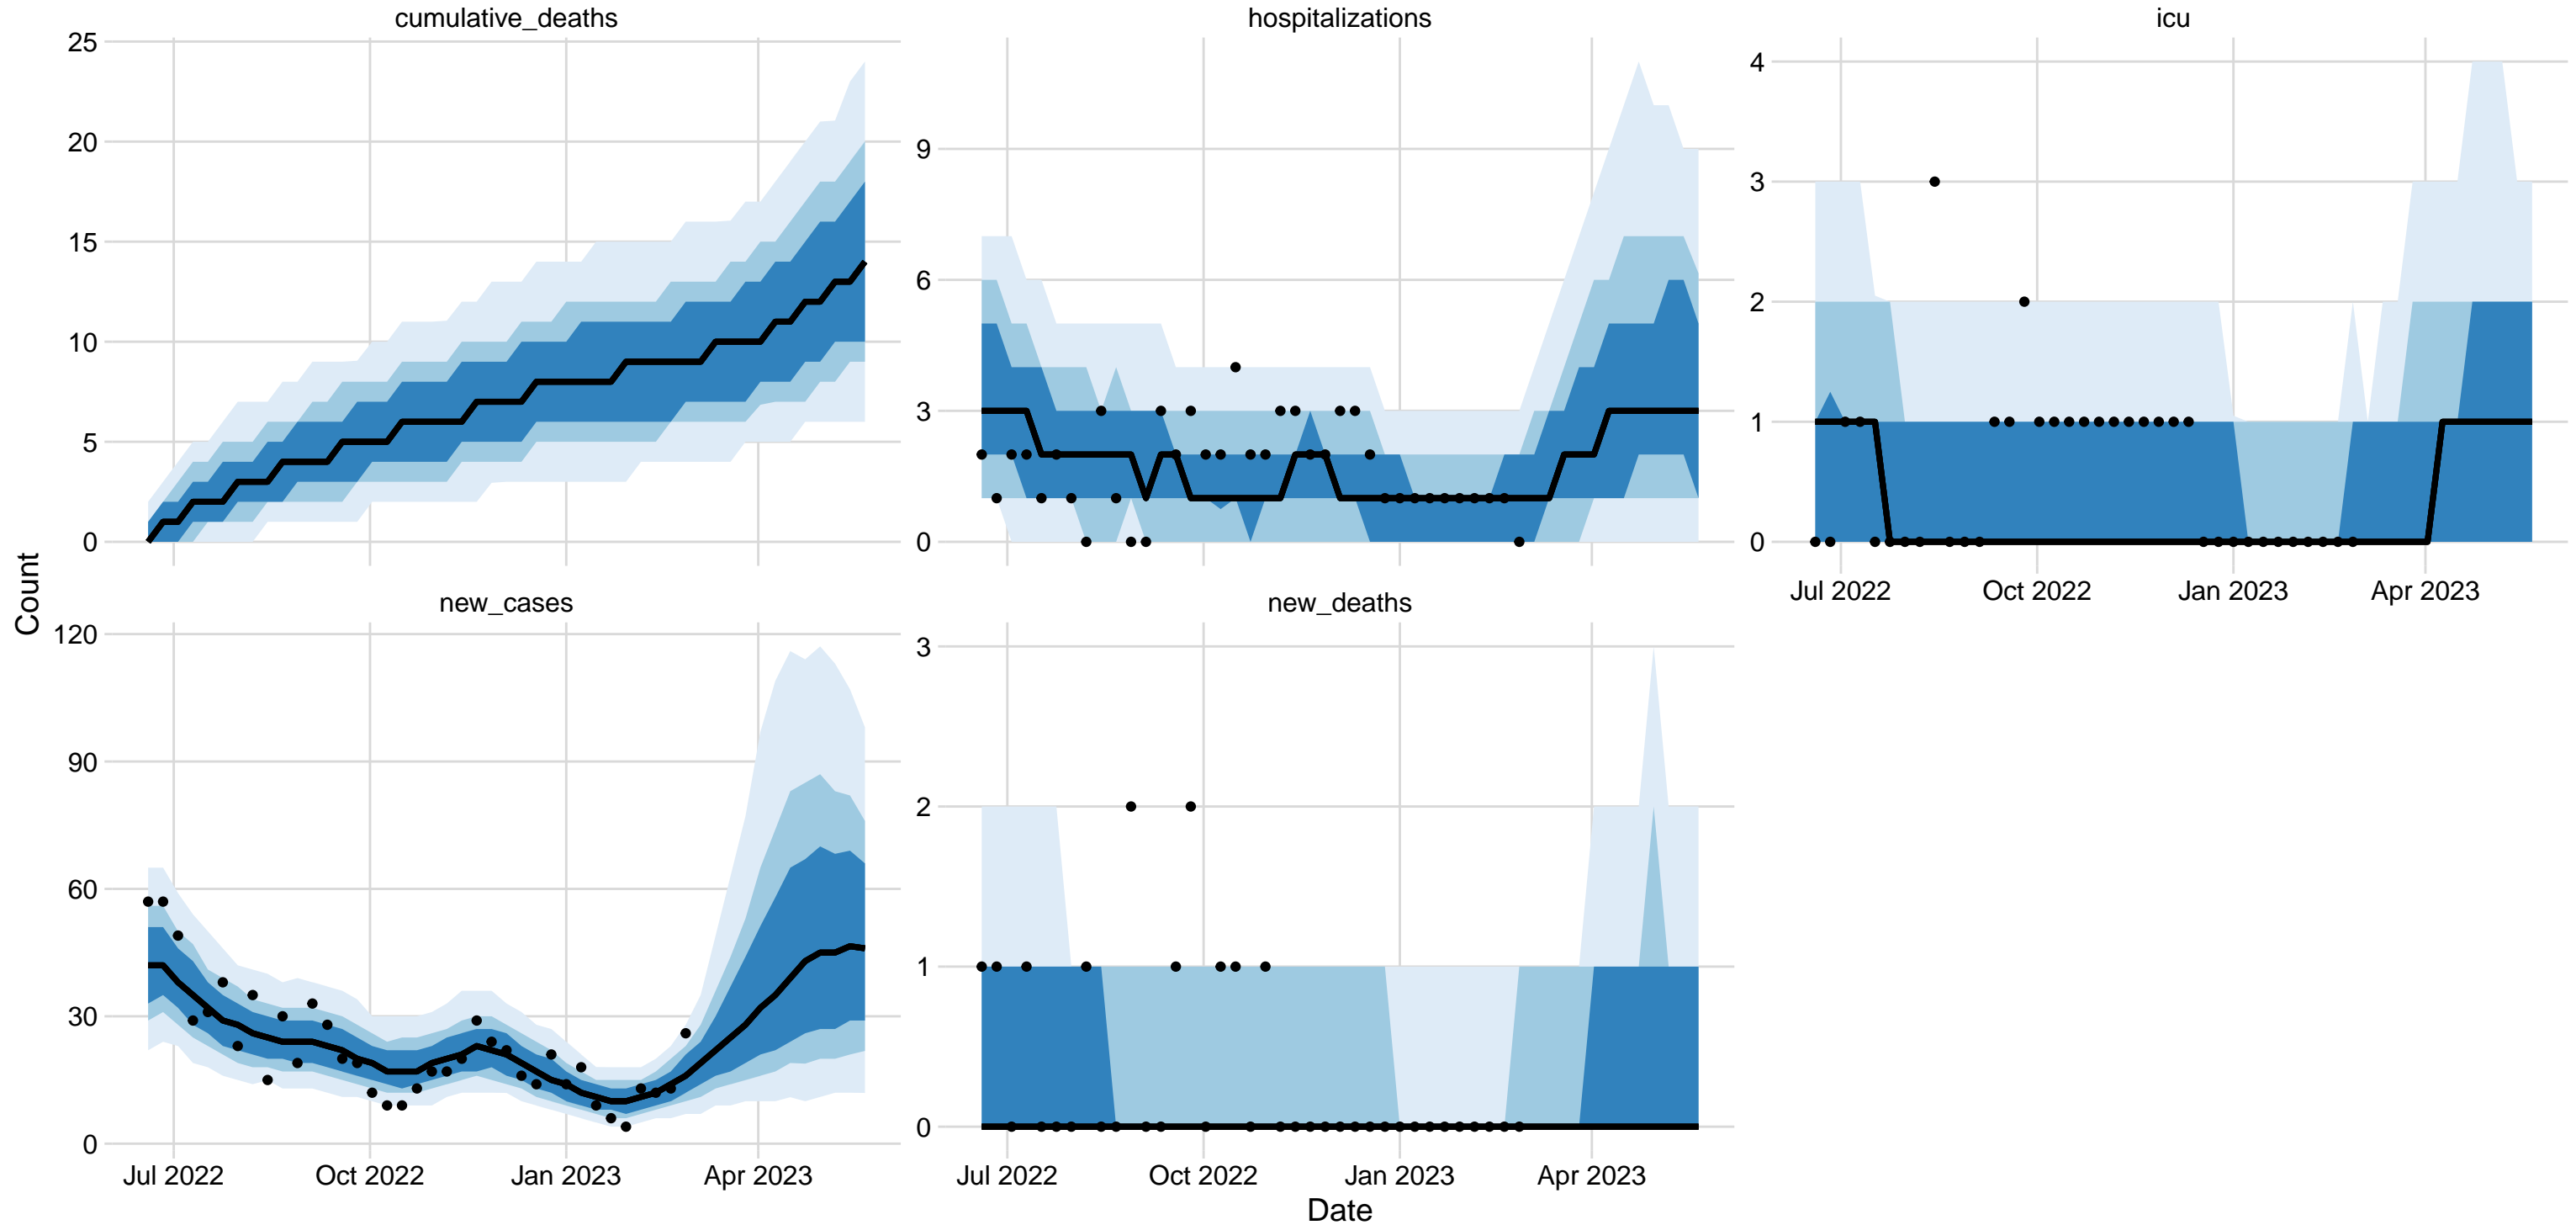 cumulative_deaths
hospitalizations
icu
25
20
15
10
5
0
9
6
3
0
4
3
2
1
0
Jul 2022
Oct 2022
Jan 2023
Apr 2023
Count
new_cases
new_deaths
120
90
60
30
0
3
2
1
0
Jul 2022
Oct 2022
Jan 2023
Apr 2023
Jul 2022
Oct 2022
Jan 2023
Apr 2023
Date